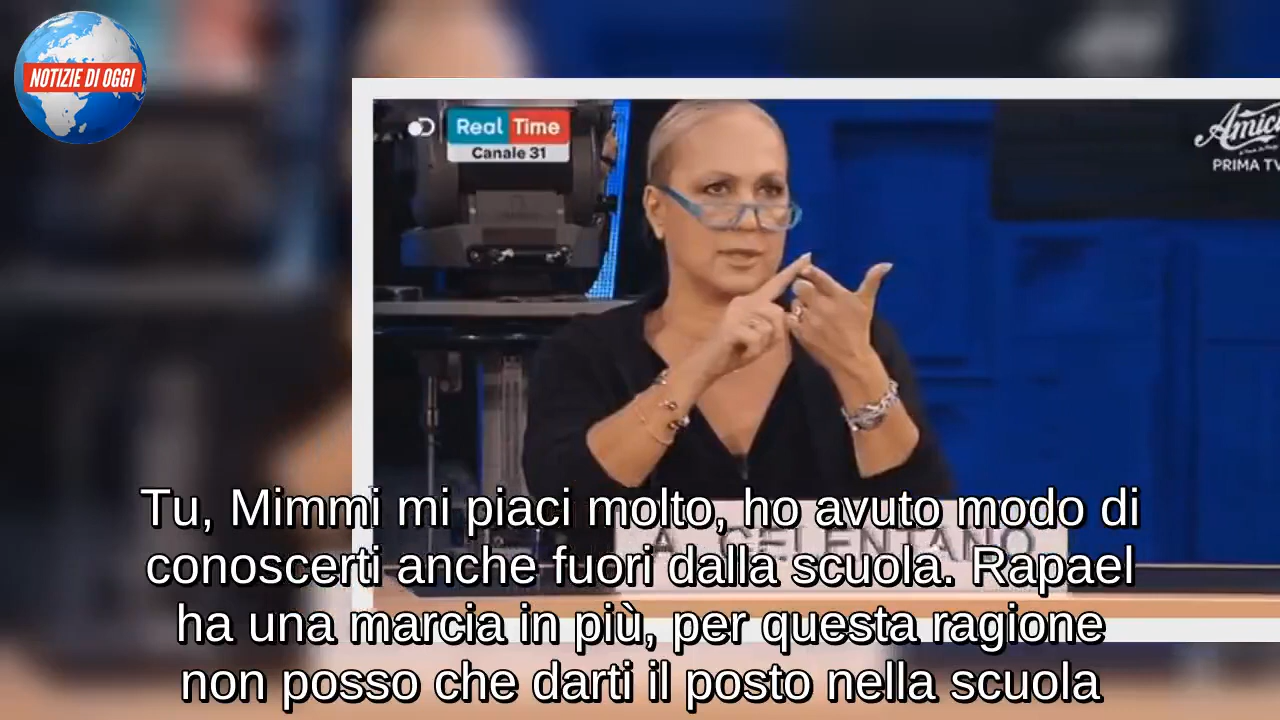 NOTIZIE DI OGGI
Real Time
Canale 31
Amici
PRIMA TV
A. CELENTANO
Tu, Mimmi mi piaci molto, ho avuto modo di
conoscerti anche fuori dalla scuola. Rapael
ha una marcia in più, per questa ragione
non posso che darti il posto nella scuola